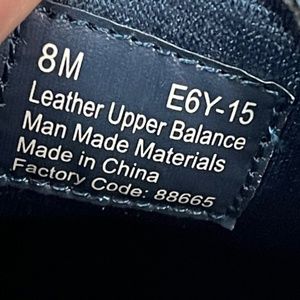 8M E6Y-15
Leather Upper Balance
Man Made Materials
Made in China
Factory Code: 88665